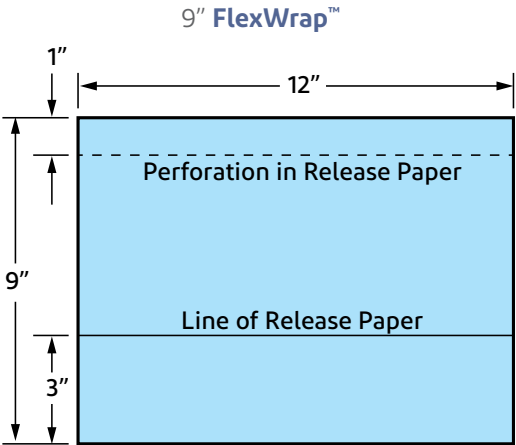 9” FlexWrap™
1”
12”
Perforation in Release Paper
9”
Line of Release Paper
3”